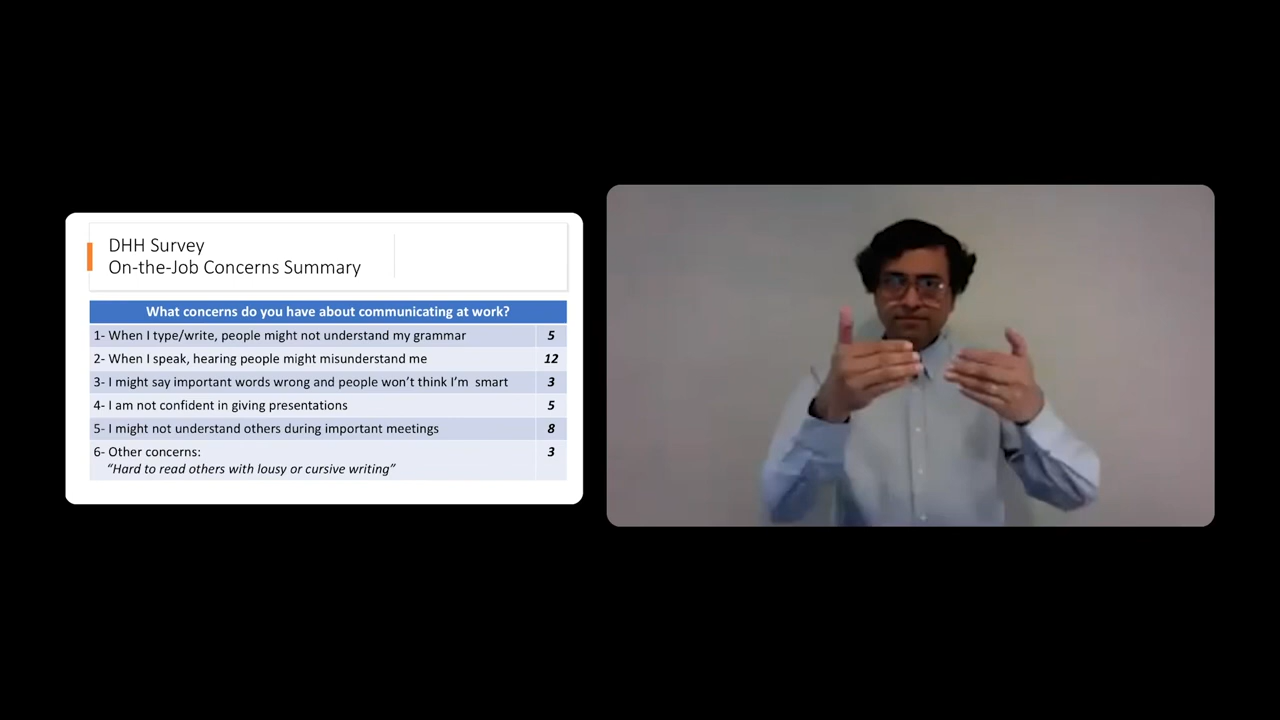 DHH Survey
On-the-Job Concerns Summary
What concerns do you have about communicating at work?
1- When I type/write, people might not understand my grammar 5
2- When I speak, hearing people might misunderstand me 12
3- I might say important words wrong and people won’t think I’m smart 3
4- I am not confident in giving presentations 5
5- I might not understand others during important meetings 8
6- Other concerns: 3
“Hard to read others with lousy or cursive writing”